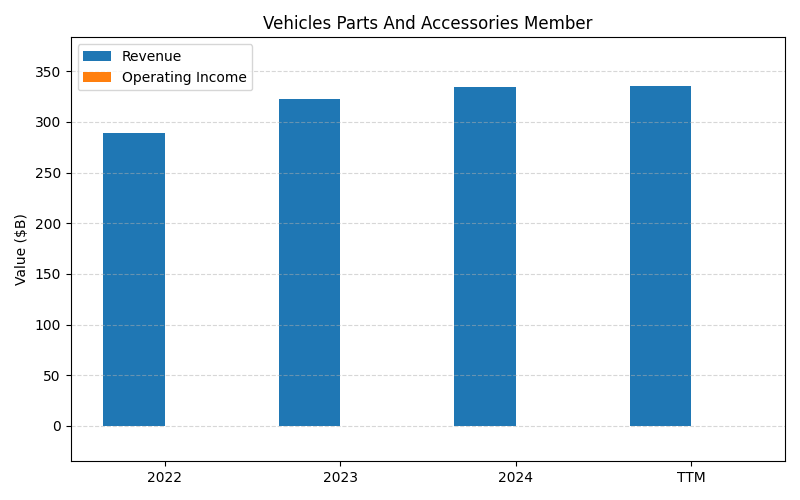 Vehicles Parts And Accessories Member
Revenue
Operating Income
Value ($B)
350
300
250
200
150
100
50
0
2022
2023
2024
TTM